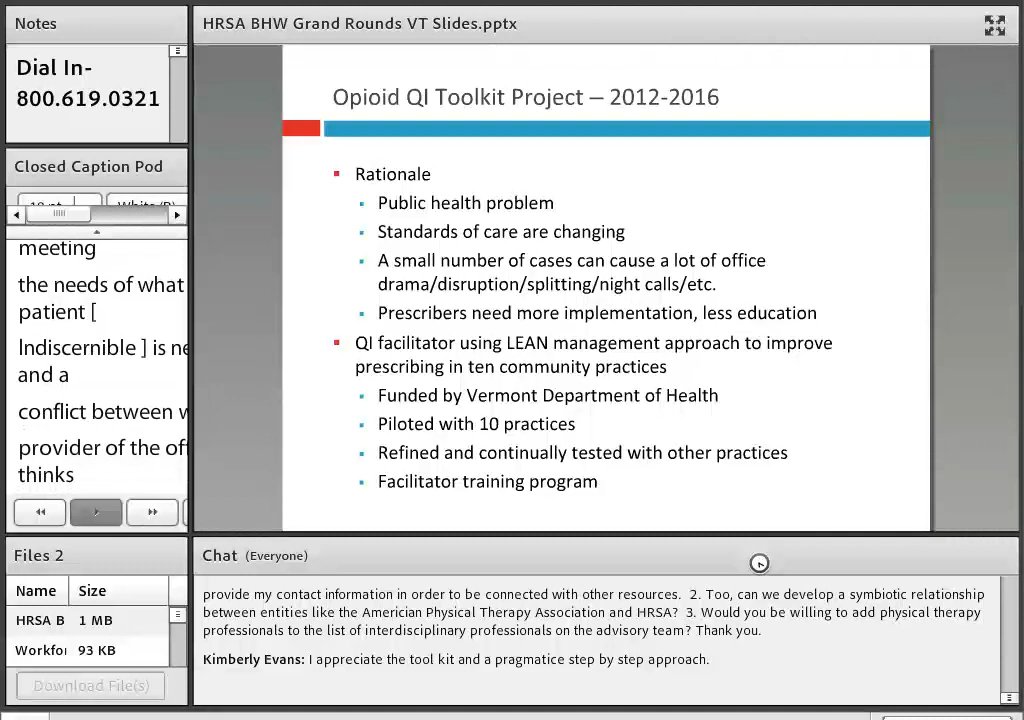 Notes
Dial In-
800.619.0321
Closed Caption Pod
meeting
the needs of what
patient [
Indiscernible ] is
and a
conflict between
provider of the
thinks
Files 2
Name Size
HRSA B 1 MB
93 KB
Download File(s)
HRSA BHW Grand Rounds VT Slides.pptx
Opioid QI Toolkit Project – 2012-2016
Rationale
Public health problem
Standards of care are changing
A small number of cases can cause a lot of office
drama/disruption/splitting/night calls/etc.
Prescribers need more implementation, less education
QI facilitator using LEAN management approach to improve
prescribing in ten community practices
Funded by Vermont Department of Health
Piloted with 10 practices
Refined and continually tested with other practices
Facilitator training program
Chat (Everyone)
provide my contact information in order to be connected with other resources. 2. Too, can we develop a symbiotic relationship
between entities like the American Physical Therapy Association and HRSA? 3. Would you be willing to add physical therapy
professionals to the list of interdisciplinary professionals on the advisory team? Thank you.
Kimberly Evans: I appreciate the tool kit and a pragmatice step by step approach.